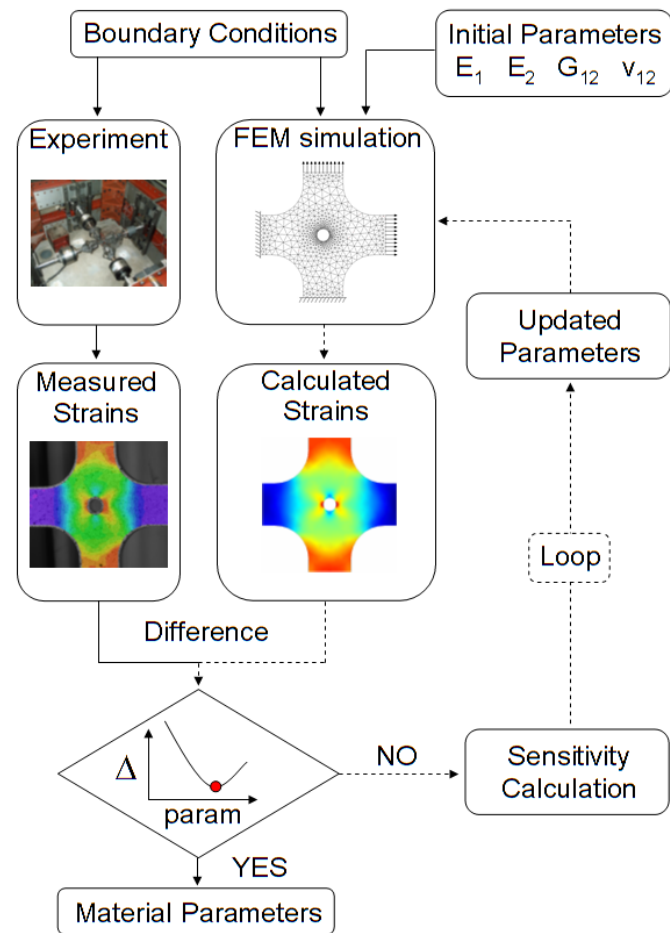 Boundary Conditions
Initial Parameters
E1 E2 G12 v12
Experiment
FEM simulation
Updated
Parameters
Measured
Strains
Calculated
Strains
Loop
Difference
Δ
param
NO
Sensitivity
Calculation
YES
Material Parameters